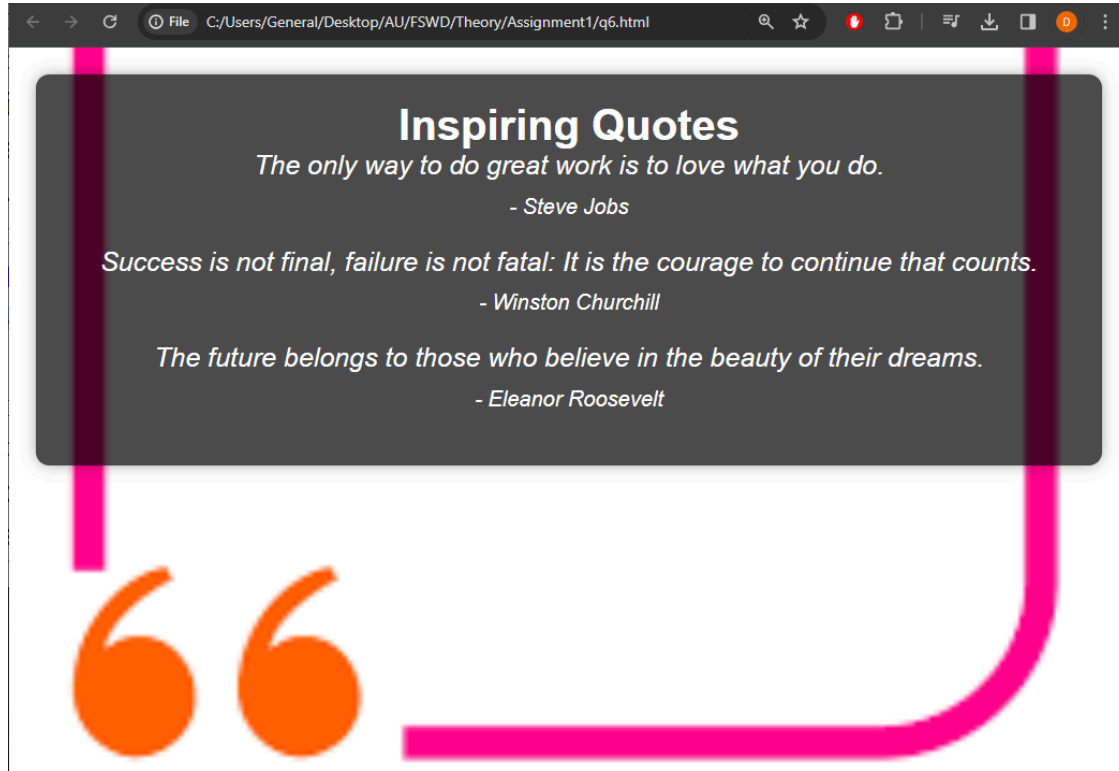 File C:/Users/General/Desktop/AU/FSWD/Theory/Assignment1/q6.html
D
Inspiring Quotes
The only way to do great work is to love what you do.
- Steve Jobs
Success is not final, failure is not fatal: It is the courage to continue that counts.
- Winston Churchill
The future belongs to those who believe in the beauty of their dreams.
- Eleanor Roosevelt